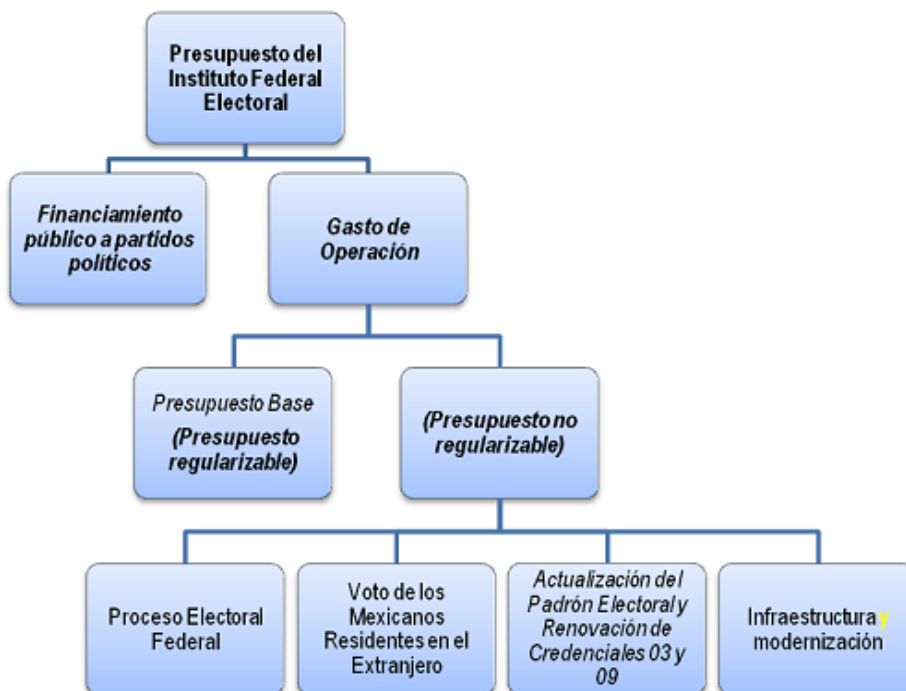 Presupuesto del
Instituto Federal
Electoral
Financiamiento
público a partidos
políticos
Gasto de
Operación
Presupuesto Base
(Presupuesto
regularizable)
(Presupuesto no
regularizable)
Proceso Electoral
Federal
Voto de los
Mexicanos
Residentes en el
Extranjero
Actualización del
Padrón Electoral y
Renovación de
Credenciales 03 y
09
Infraestructura y
modernización